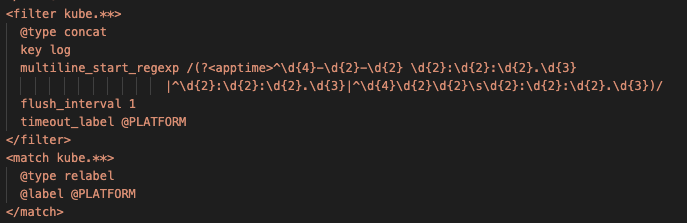 <filter kube.**>
@type concat
key log
multiline_start_regexp /(?<apptime>^\d{4}-\d{2}-\d{2} \d{2}:\d{2}:\d{2}.\d{3}
|^\d{2}:\d{2}:\d{2}.\d{3}|^\d{4}\d{2}\d{2}\s\d{2}:\d{2}:\d{2}.\d{3})/
flush_interval 1
timeout_label @PLATFORM
</filter>
<match kube.**>
@type relabel
@label @PLATFORM
</match>